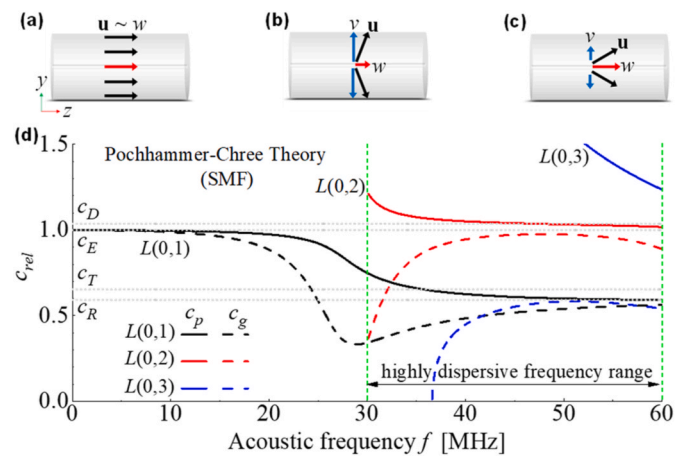 (a)
u ~ w
y
z
(b)
v
u
w
(c)
v
u
w
(d)
1.5
1.0
0.5
0.0
c_rel
Pochhammer-Chree Theory
(SMF)
L(0,2)
L(0,3)
c_D
c_E
L(0,1)
c_T
c_R
c_p c_g
L(0,1)
L(0,2)
L(0,3)
highly dispersive frequency range
0 10 20 30 40 50 60
Acoustic frequency f [MHz]